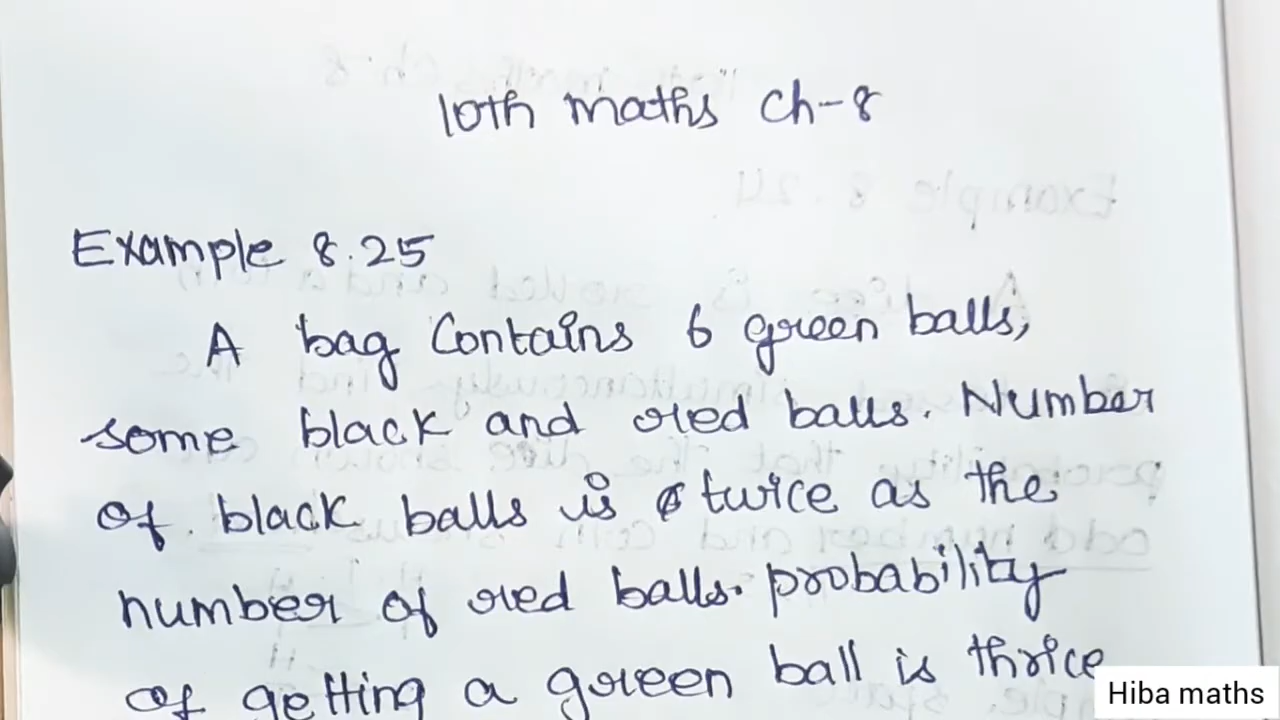 10th maths Ch-8
Example 8.25
A bag Contains 6 green balls,
some black and red balls. Number
of black balls is twice as the
number of red balls. probability
of getting a green ball is thrice
Hiba maths